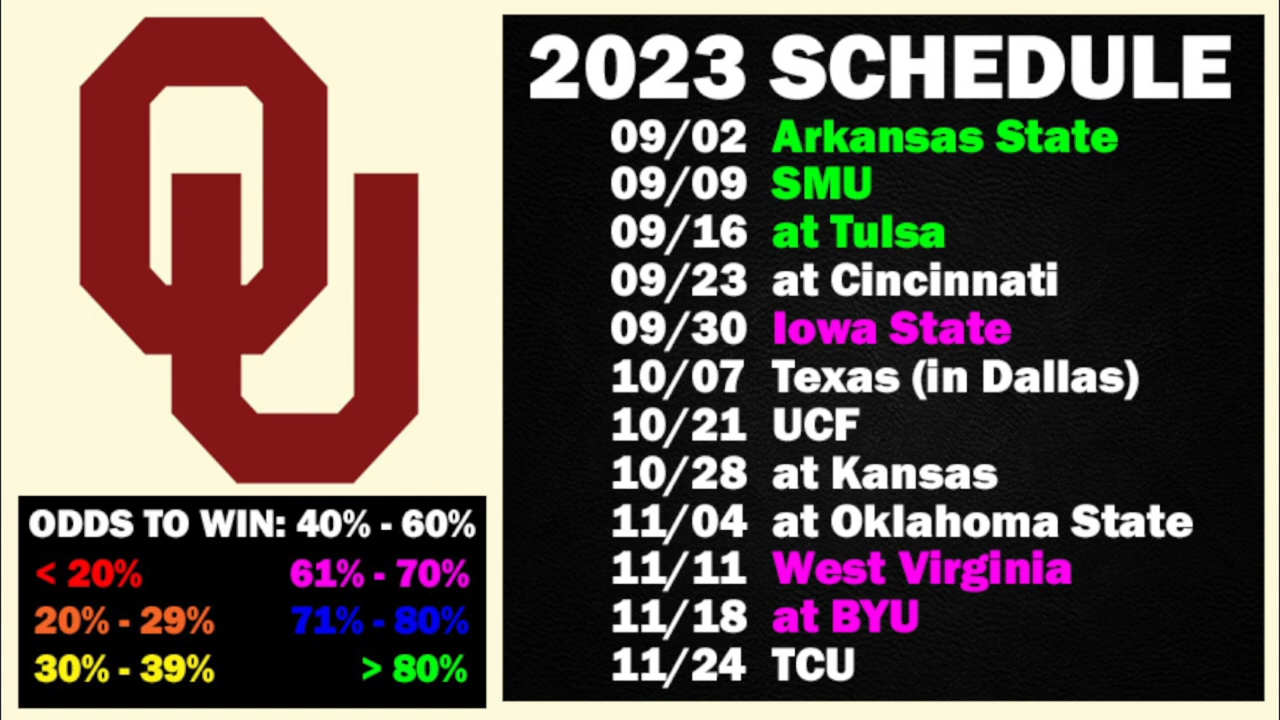 OU
2023 SCHEDULE
09/02 Arkansas State
09/09 SMU
09/16 at Tulsa
09/23 at Cincinnati
09/30 Iowa State
10/07 Texas (in Dallas)
10/21 UCF
10/28 at Kansas
11/04 at Oklahoma State
11/11 West Virginia
11/18 at BYU
11/24 TCU
ODDS TO WIN: 40% - 60%
< 20% 61% - 70%
20% - 29% 71% - 80%
30% - 39% > 80%